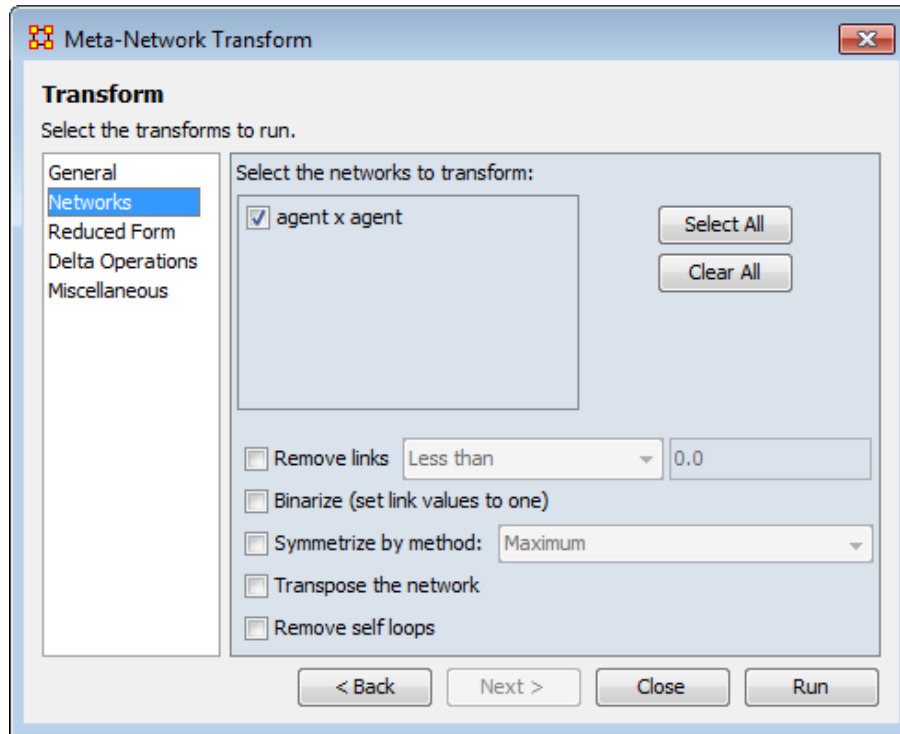 Meta-Network Transform
Transform
Select the transforms to run.
General
Networks
Reduced Form
Delta Operations
Miscellaneous
Select the networks to transform:
agent x agent
Select All
Clear All
Remove links Less than 0.0
Binarize (set link values to one)
Symmetrize by method: Maximum
Transpose the network
Remove self loops
< Back Next > Close Run